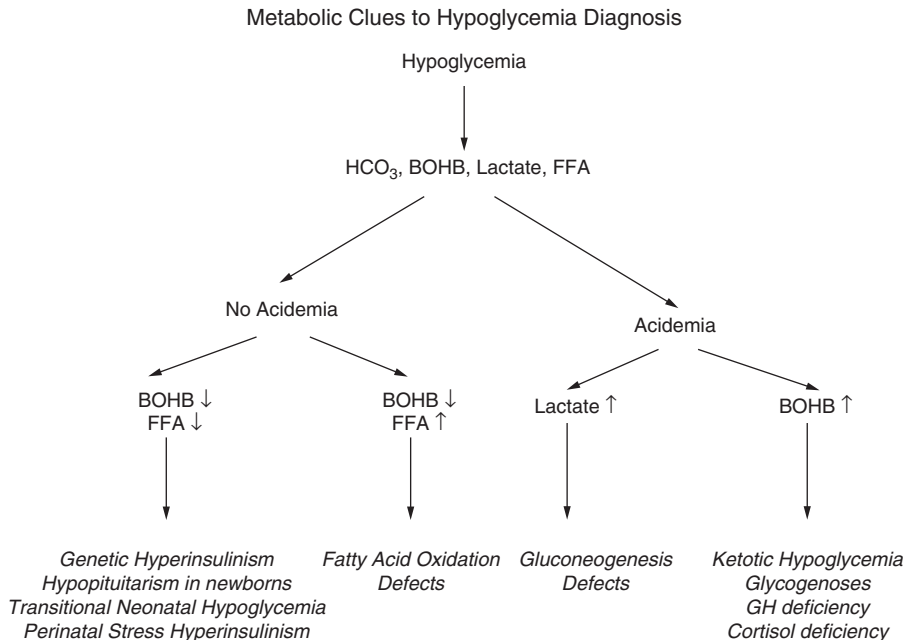 Metabolic Clues to Hypoglycemia Diagnosis
Hypoglycemia
HCO₃, BOHB, Lactate, FFA
No Acidemia
Acidemia
BOHB ↓
FFA ↓
BOHB ↓
FFA ↑
Lactate ↑
BOHB ↑
Genetic Hyperinsulinism
Hypopituitarism in newborns
Transitional Neonatal Hypoglycemia
Perinatal Stress Hyperinsulinism
Fatty Acid Oxidation
Defects
Gluconeogenesis
Defects
Ketotic Hypoglycemia
Glycogenoses
GH deficiency
Cortisol deficiency